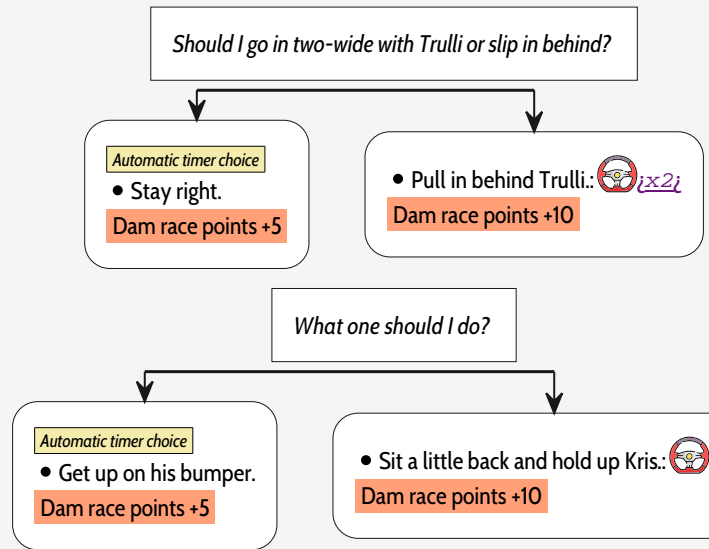 Should I go in two-wide with Trulli or slip in behind?
Automatic timer choice
• Stay right.
Dam race points +5
• Pull in behind Trulli.: ¡x2¡
Dam race points +10
What one should I do?
Automatic timer choice
• Get up on his bumper.
Dam race points +5
• Sit a little back and hold up Kris.:
Dam race points +10